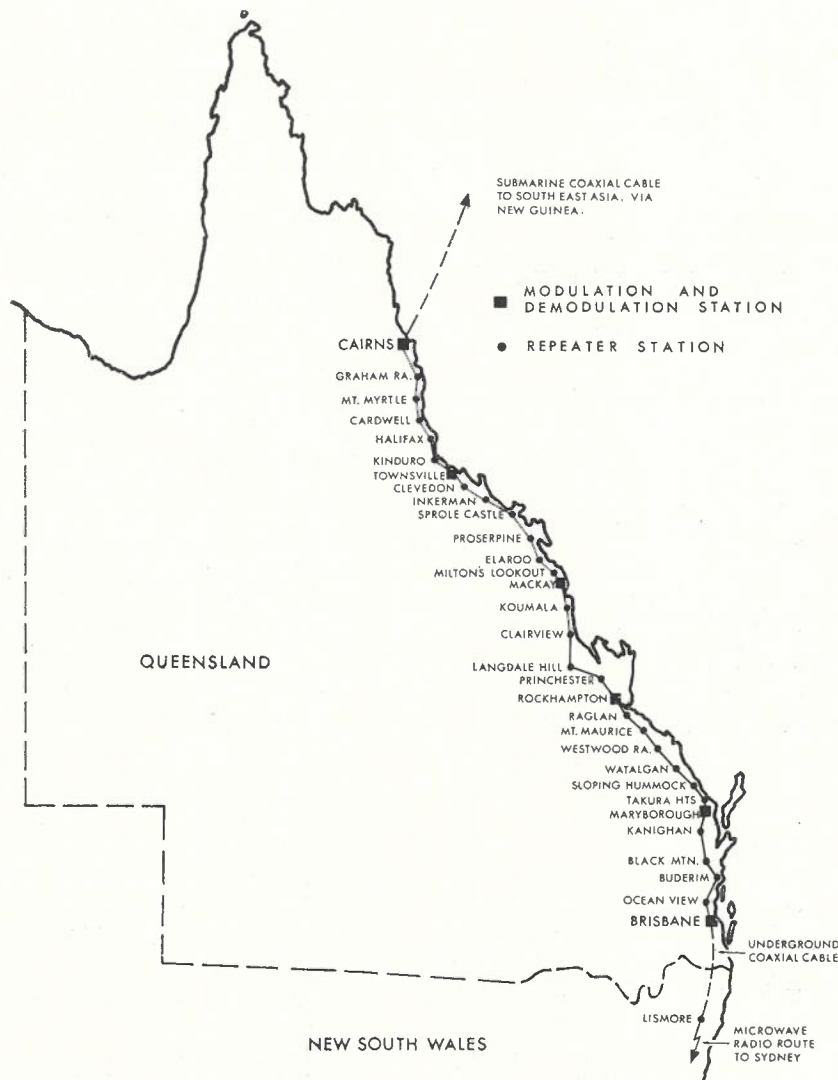 SUBMARINE COAXIAL CABLE
TO SOUTH EAST ASIA. VIA
NEW GUINEA.
MODULATION AND
DEMODULATION STATION
REPEATER STATION
CAIRNS
GRAHAM RA.
MT. MYRTLE
CARDWELL
HALIFAX
KINDURO
TOWNSVILLE
CLEVEDON
INKERMAN
SPROLE CASTLE
PROSERPINE
ELAROO
MILTON'S LOOKOUT
MACKAY
KOUMALA
CLAIRVIEW
QUEENSLAND
LANGDALE HILL
PRINCHESTER
ROCKHAMPTON
RAGLAN
MT. MAURICE
WESTWOOD RA.
WATALGAN
SLOPING HUMMOCK
TAKURA HTS
MARYBOROUGH
KANIGHAN
BLACK MTN.
BUDERIM
OCEAN VIEW
BRISBANE
UNDERGROUND
COAXIAL CABLE
LISMORE
NEW SOUTH WALES
MICROWAVE
RADIO ROUTE
TO SYDNEY